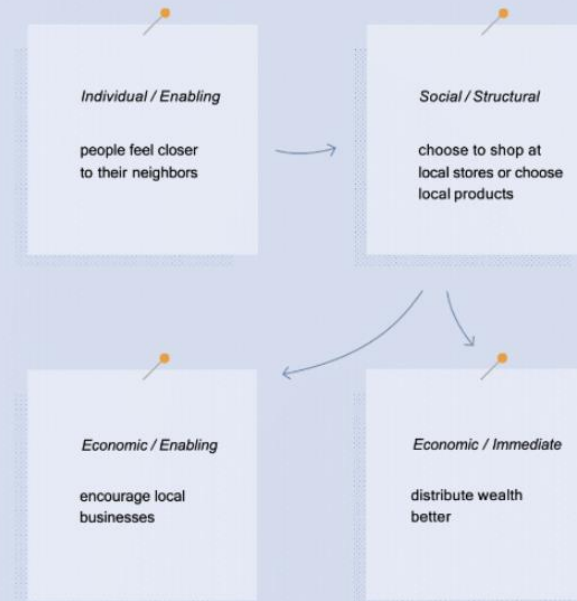 Individual / Enabling
people feel closer
to their neighbors
Social / Structural
choose to shop at
local stores or choose
local products
Economic / Enabling
encourage local
businesses
Economic / Immediate
distribute wealth
better